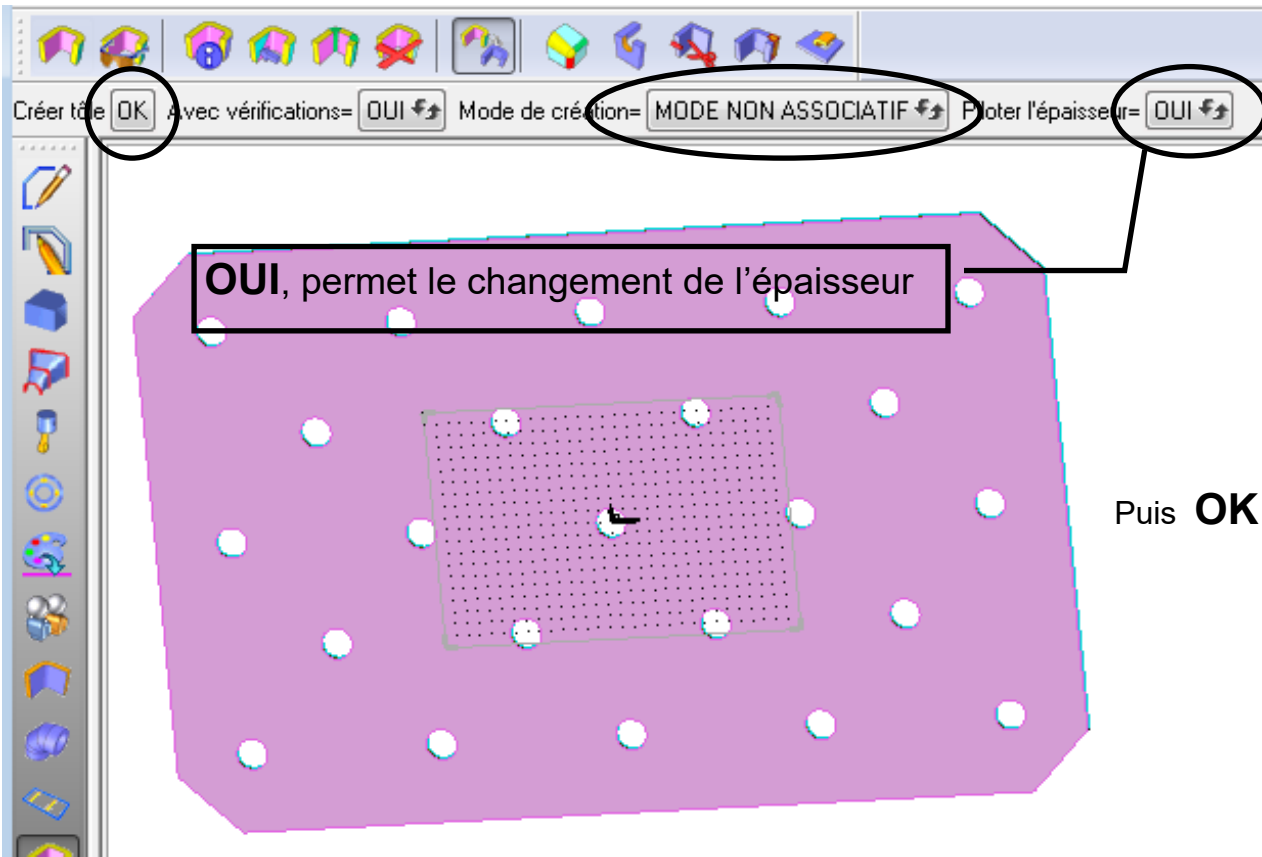 Créer tôle OK Avec vérifications= OUI Mode de création= MODE NON ASSOCIATIF Piloter l'épaisseur= OUI
OUI, permet le changement de l’épaisseur
Puis OK